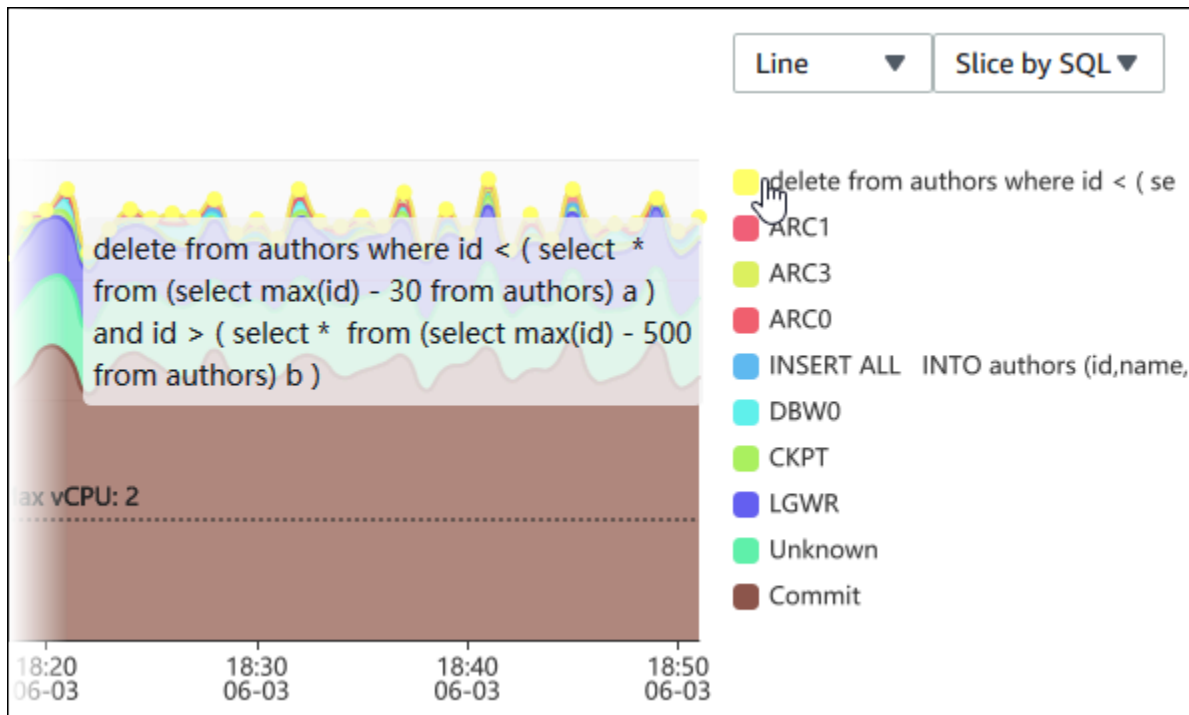 Line
Slice by SQL
delete from authors where id < ( se
ARC1
ARC3
ARC0
INSERT ALL INTO authors (id,name,
DBW0
CKPT
LGWR
Unknown
Commit
delete from authors where id < ( select *
from (select max(id) - 30 from authors) a )
and id > ( select * from (select max(id) - 500
from authors) b )
ax vCPU: 2
18:20 18:30 18:40 18:50
06-03 06-03 06-03 06-03